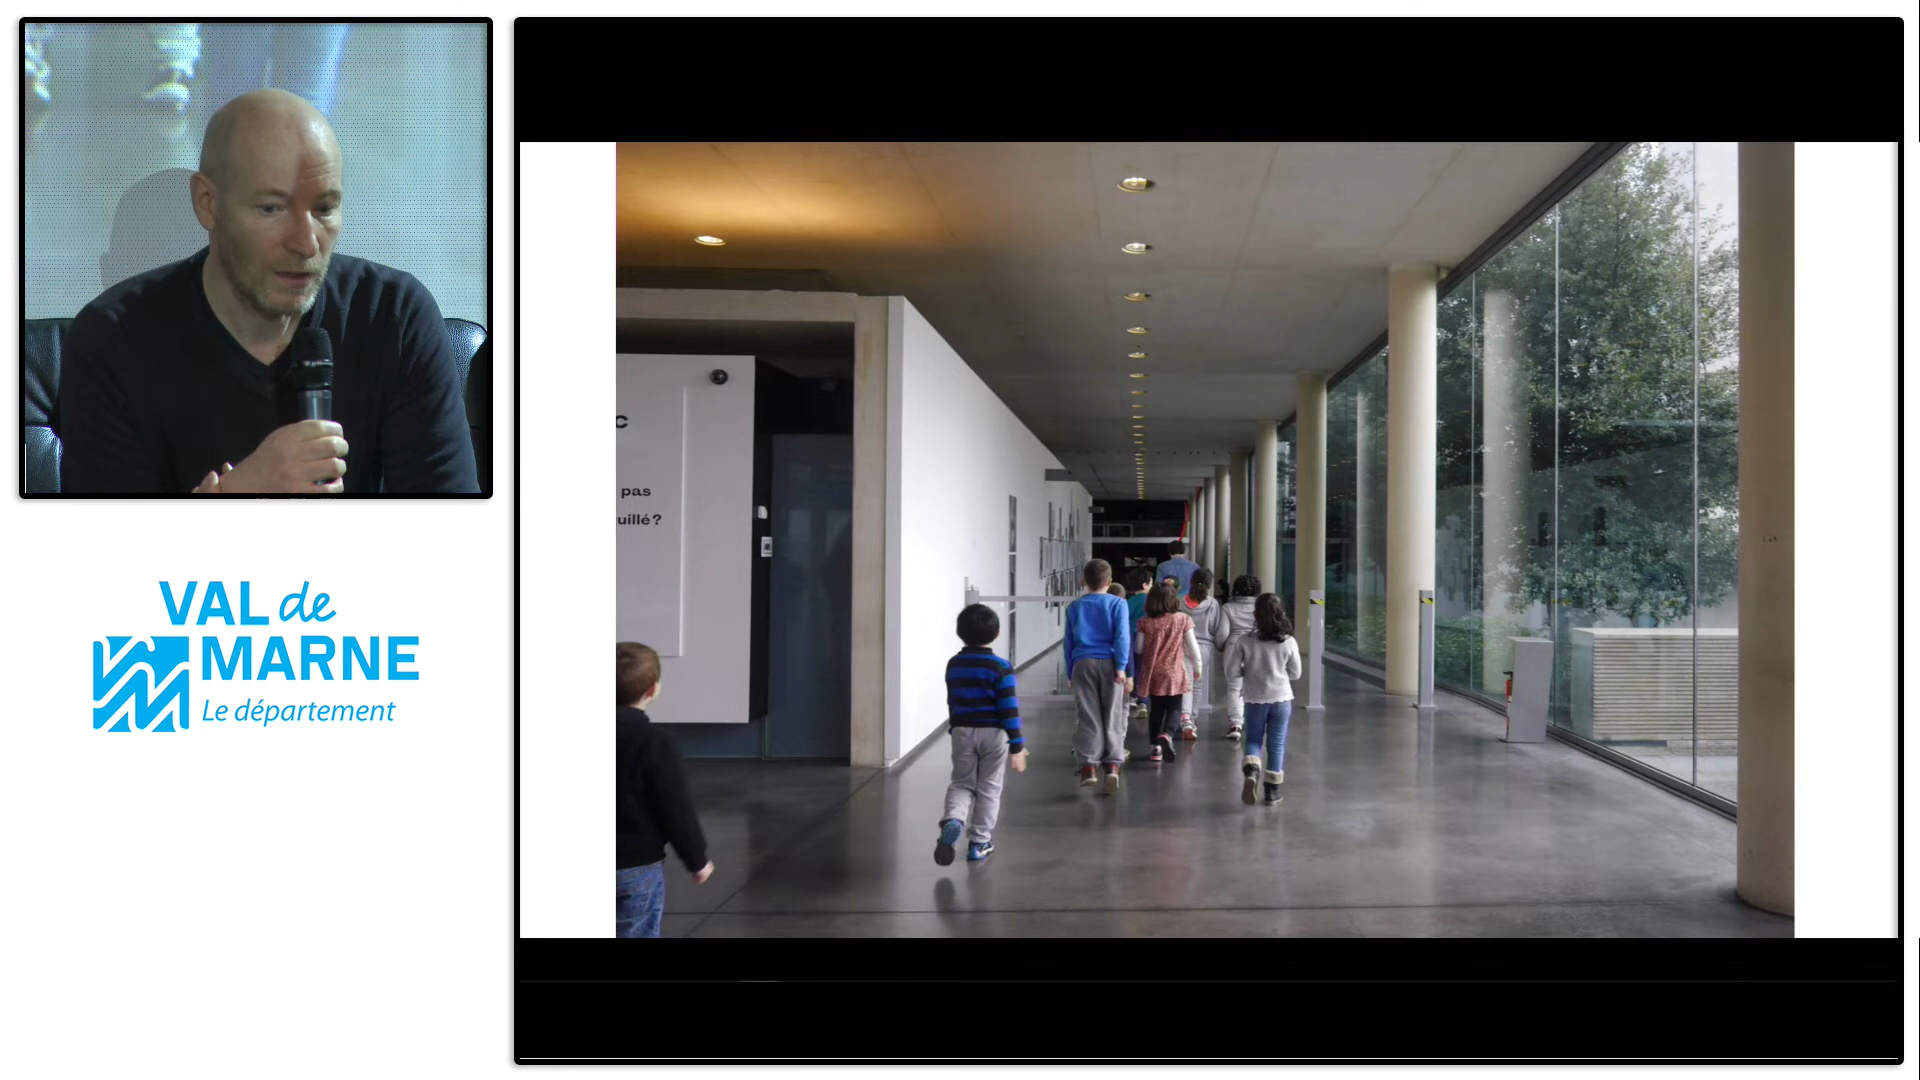 VAL de
MARNE
Le département
c
pas
uillé?